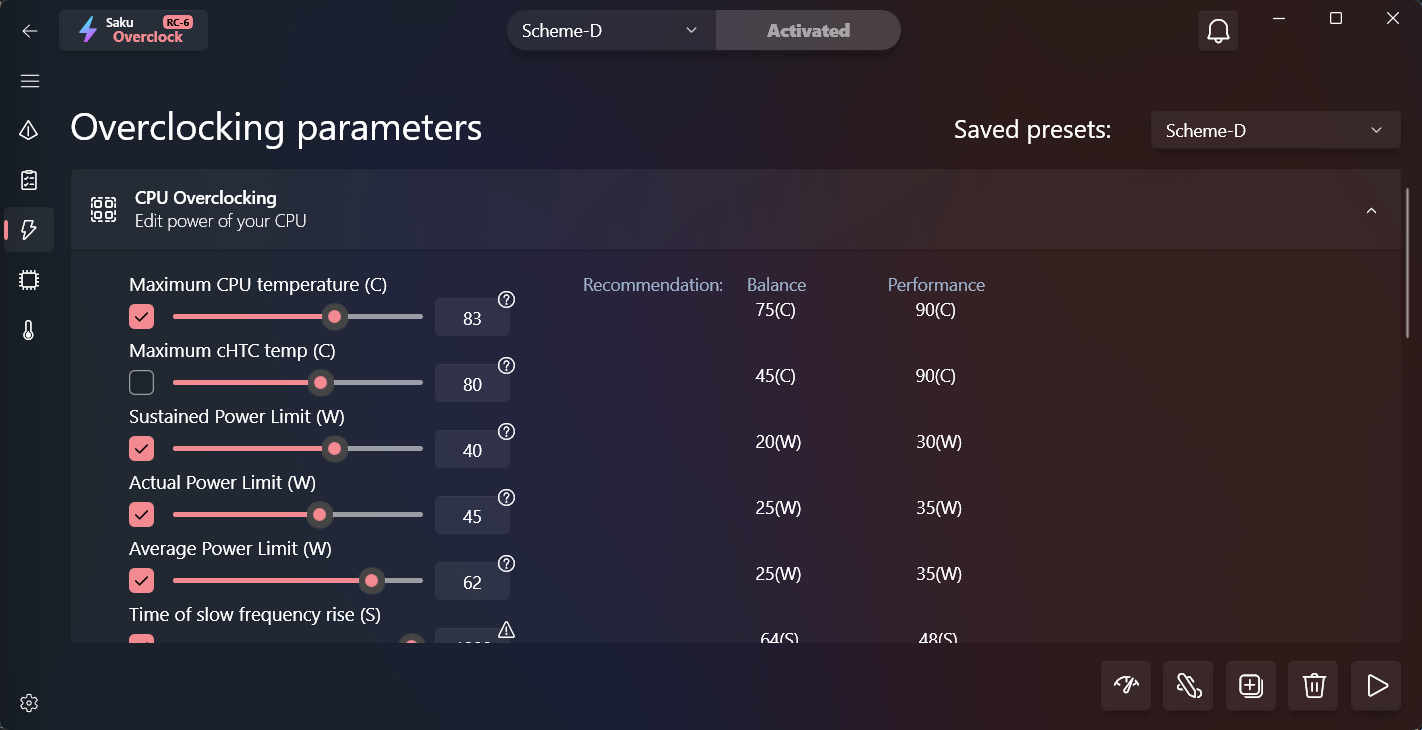 Saku RC-6
Overclock
Scheme-D
Activated
Overclocking parameters
Saved presets:
Scheme-D
CPU Overclocking
Edit power of your CPU
Maximum CPU temperature (C)
Recommendation:
Balance
Performance
83
75(C)
90(C)
Maximum cHTC temp (C)
80
45(C)
90(C)
Sustained Power Limit (W)
40
20(W)
30(W)
Actual Power Limit (W)
45
25(W)
35(W)
Average Power Limit (W)
62
25(W)
35(W)
Time of slow frequency rise (S)
64(S)
48(S)